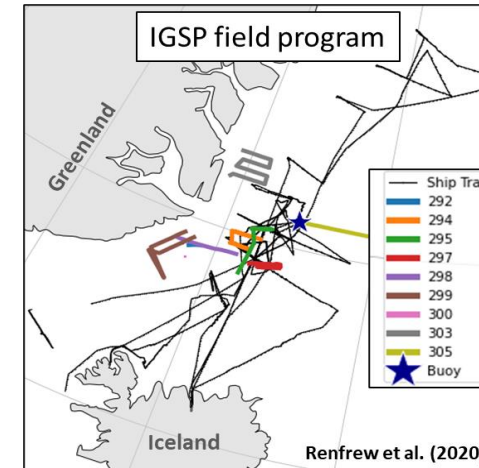 IGSP field program
Greenland
Ship Tra
292
294
295
297
298
299
300
303
305
Buoy
Iceland
Renfrew et al. (2020